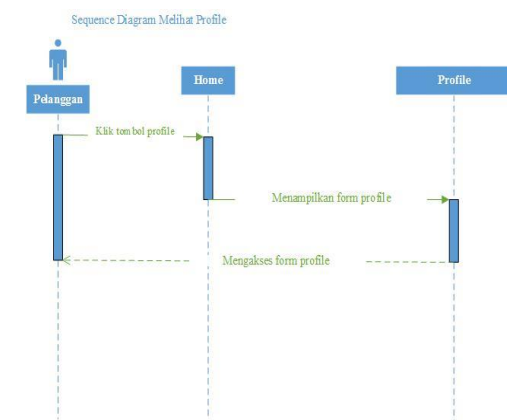 Sequence Diagram Melihat Profile
Pelanggan
Home
Profile
Klik tombol profile
Menampilkan form profile
Mengakses form profile